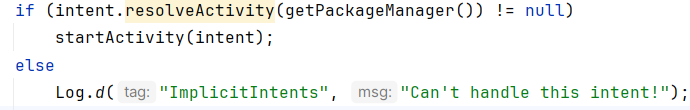 if (intent.resolveActivity(getPackageManager()) != null)
startActivity(intent);
else
Log.d( tag: "ImplicitIntents", msg: "Can't handle this intent!");